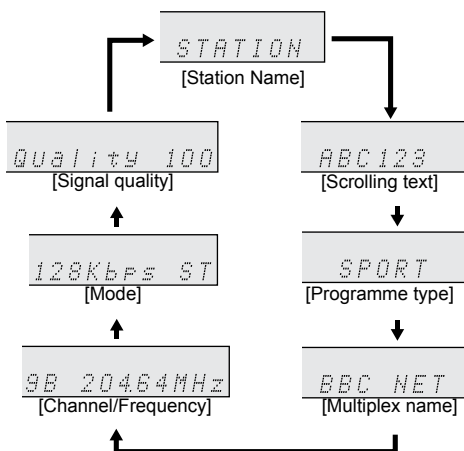 STATION
[Station Name]
Quality 100
[Signal quality]
ABC123
[Scrolling text]
128Kbps ST
[Mode]
SPORT
[Programme type]
9B 204.64MHz
[Channel/Frequency]
BBC NET
[Multiplex name]